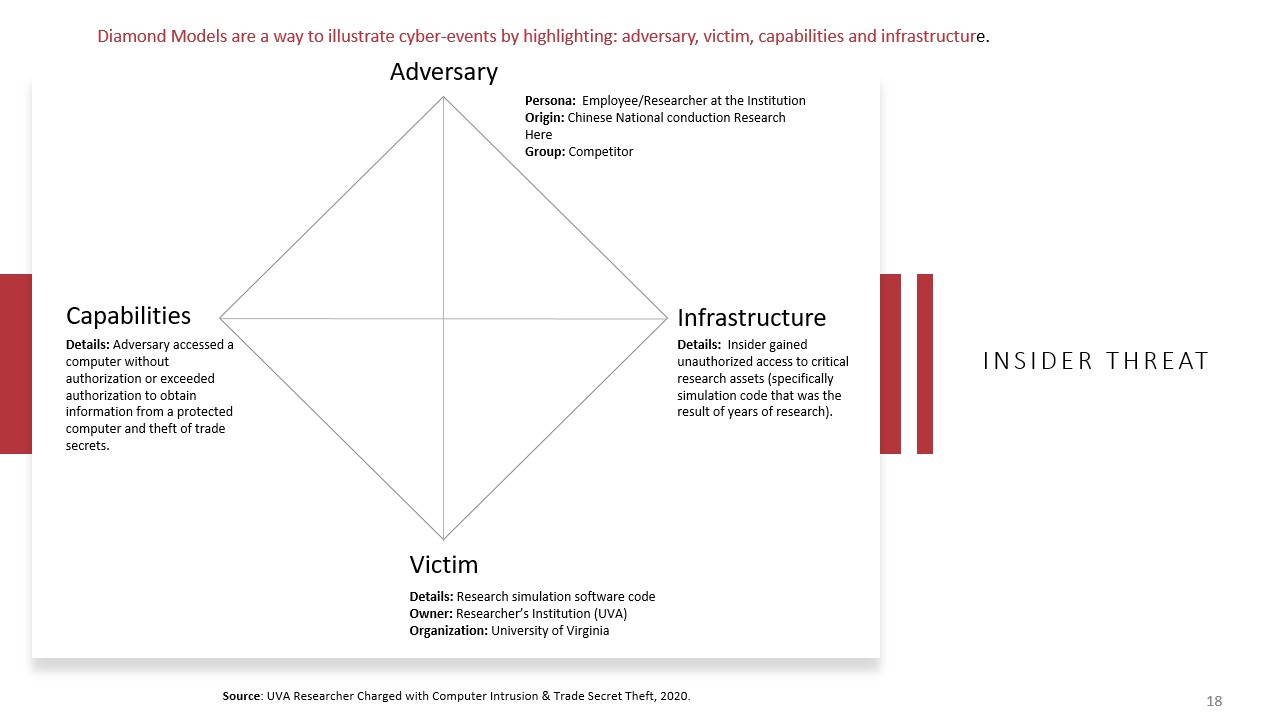 Diamond Models are a way to illustrate cyber-events by highlighting: adversary, victim, capabilities and infrastructure.
Adversary
Persona:  Employee/Researcher at the Institution
Origin: Chinese National conduction Research
Here
Group: Competitor
Capabilities
Details: Adversary accessed a
computer without
authorization or exceeded
authorization to obtain
information from a protected
computer and theft of trade
secrets.
Infrastructure
Details:  Insider gained
unauthorized access to critical
research assets (specifically
simulation code that was the
result of years of research).
INSIDER THREAT
Victim
Details: Research simulation software code
Owner: Researcher’s Institution (UVA)
Organization: University of Virginia
Source: UVA Researcher Charged with Computer Intrusion & Trade Secret Theft, 2020.
18